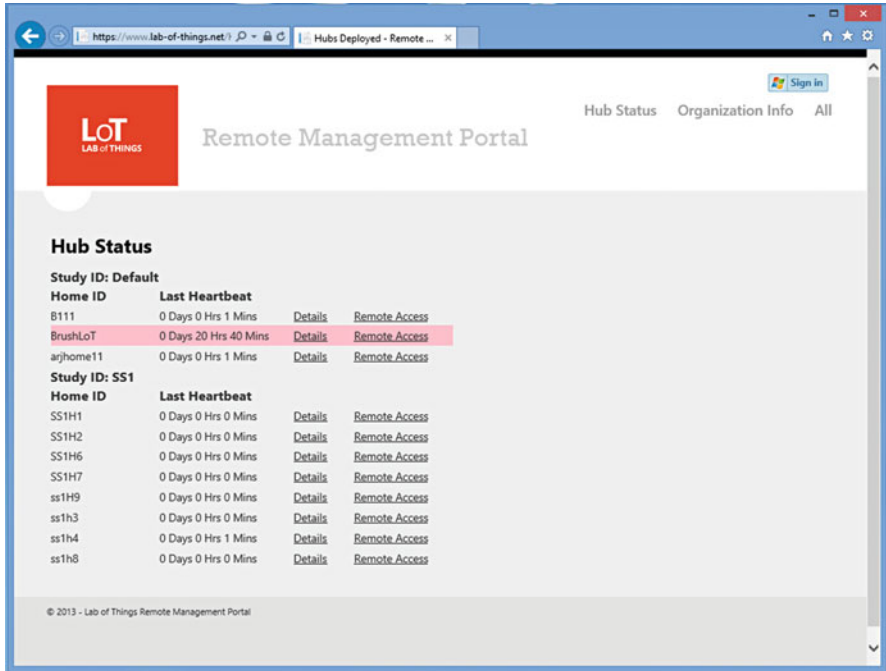 https://www.lab-of-things.net/
Hubs Deployed - Remote ...
Sign in
LoT
LAB of THINGS
Remote Management Portal
Hub Status Organization Info All
Hub Status
Study ID: Default
Home ID Last Heartbeat
B111 0 Days 0 Hrs 1 Mins Details Remote Access
BrushLoT 0 Days 20 Hrs 40 Mins Details Remote Access
arjhome11 0 Days 0 Hrs 1 Mins Details Remote Access
Study ID: SS1
Home ID Last Heartbeat
SS1H1 0 Days 0 Hrs 0 Mins Details Remote Access
SS1H2 0 Days 0 Hrs 0 Mins Details Remote Access
SS1H6 0 Days 0 Hrs 0 Mins Details Remote Access
SS1H7 0 Days 0 Hrs 0 Mins Details Remote Access
ss1H9 0 Days 0 Hrs 0 Mins Details Remote Access
ss1h3 0 Days 0 Hrs 0 Mins Details Remote Access
ss1h4 0 Days 0 Hrs 1 Mins Details Remote Access
ss1h8 0 Days 0 Hrs 0 Mins Details Remote Access
© 2013 - Lab of Things Remote Management Portal